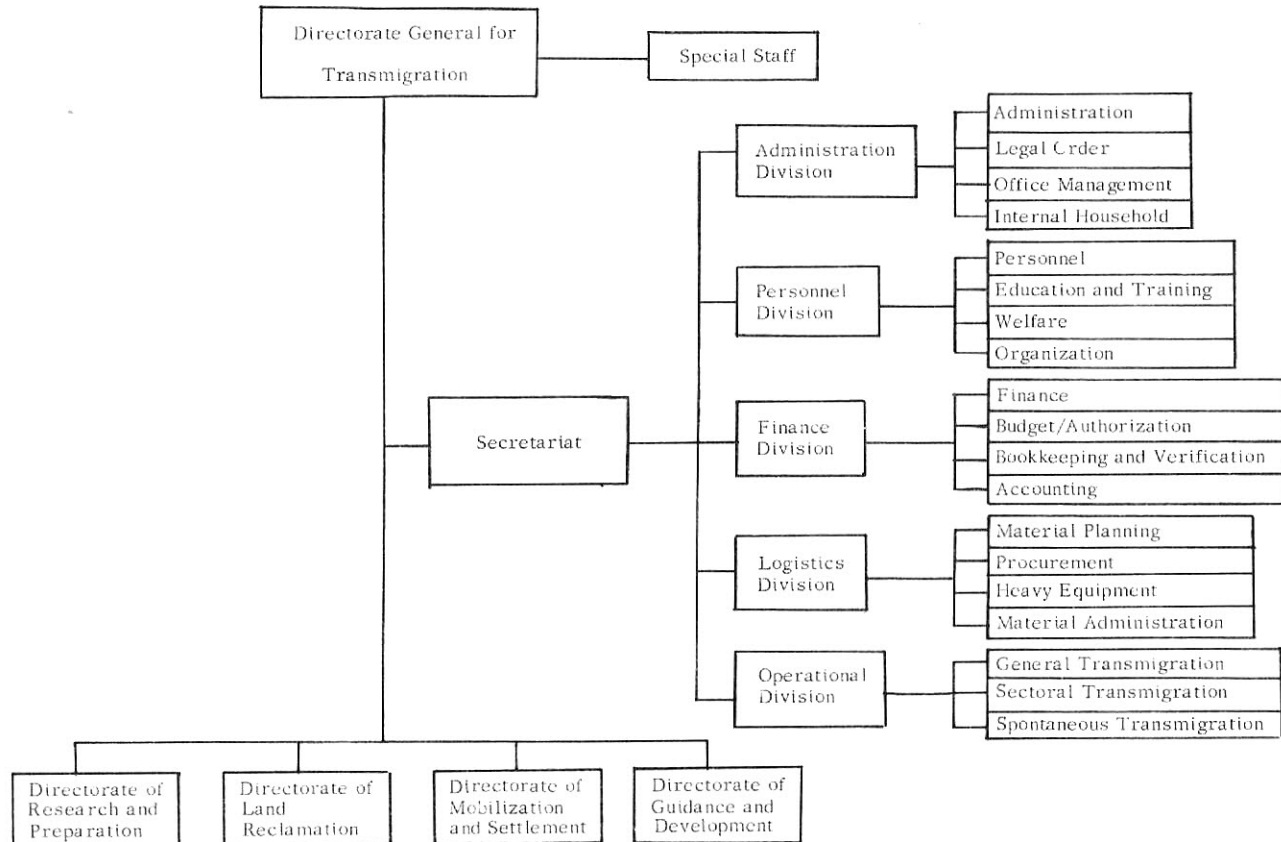 Directorate General for
Transmigration
Special Staff
Administration
Division
Administration
Legal Order
Office Management
Internal Household
Personnel
Division
Personnel
Education and Training
Welfare
Organization
Secretariat
Finance
Division
Finance
Budget/Authorization
Bookkeeping and Verification
Accounting
Logistics
Division
Material Planning
Procurement
Heavy Equipment
Material Administration
Operational
Division
General Transmigration
Sectoral Transmigration
Spontaneous Transmigration
Directorate of
Research and
Preparation
Directorate of
Land
Reclamation
Directorate of
Mobilization
and Settlement
Directorate of
Guidance and
Development